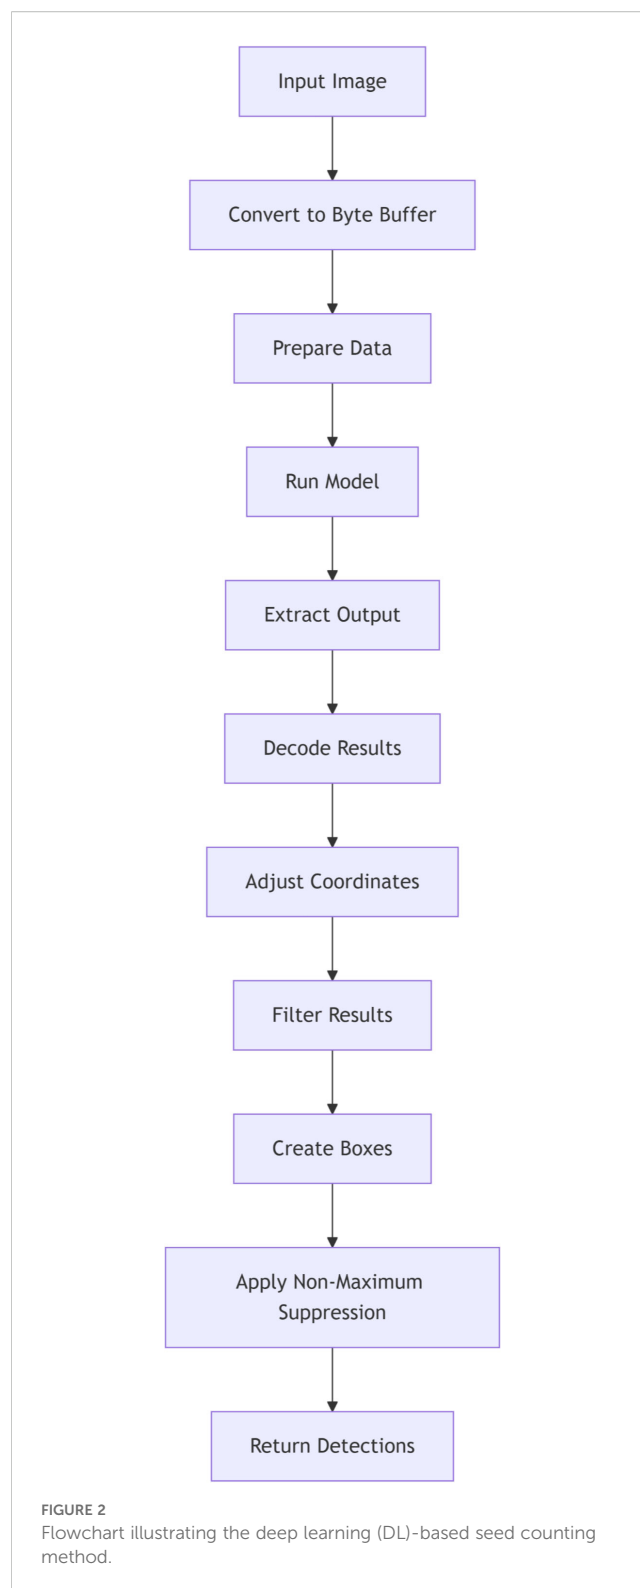 Input Image
Convert to Byte Buffer
Prepare Data
Run Model
Extract Output
Decode Results
Adjust Coordinates
Filter Results
Create Boxes
Apply Non-Maximum
Suppression
Return Detections
FIGURE 2
Flowchart illustrating the deep learning (DL)-based seed counting
method.